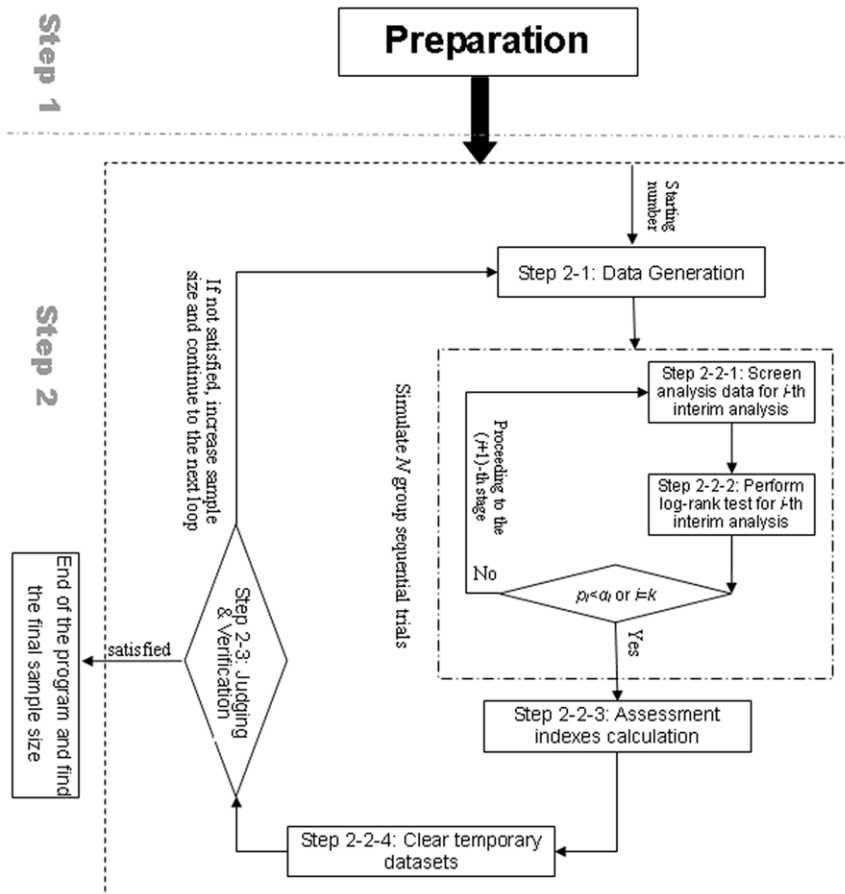 Step 1
Preparation
Step 2
Starting
number
Step 2-1: Data Generation
Step 2-2-1: Screen
analysis data for i-th
interim analysis
Step 2-2-2: Perform
log-rank test for i-th
interim analysis
Proceeding to the
(i+1)-th stage
No
pᵢ<αᵢ or i=k
Yes
Simulate N group sequential trials
Step 2-2-3: Assessment
indexes calculation
Step 2-2-4: Clear temporary
datasets
Step 2-3: Judging
& Verification
If not satisfied, increase sample
size and continue to the next loop
satisfied
End of the program and find
the final sample size